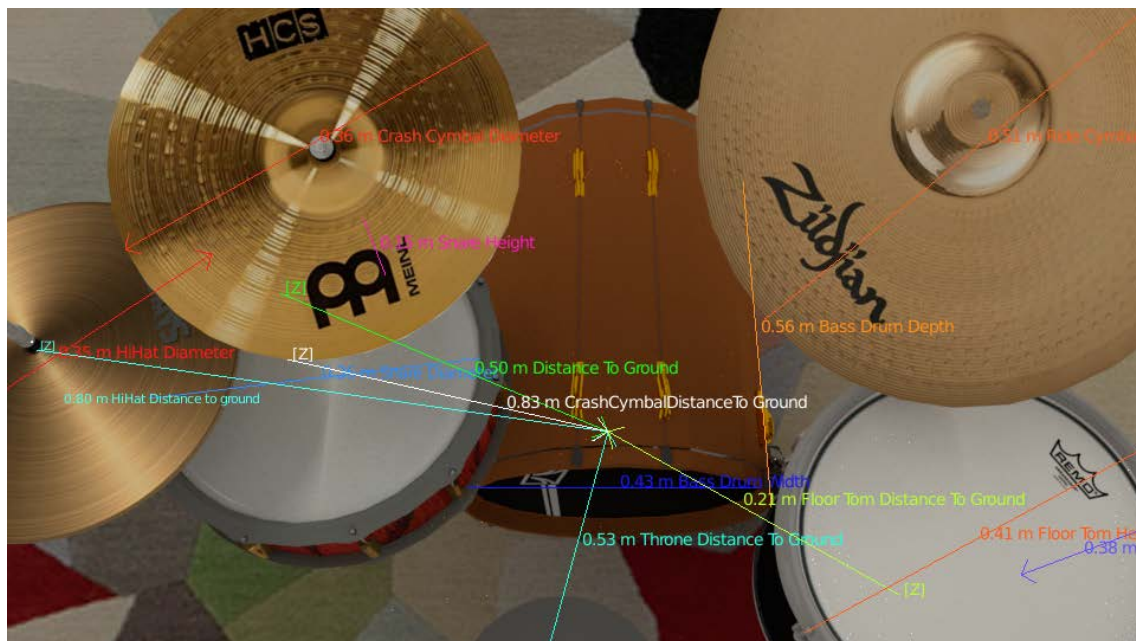 HCS
0.36 m Crash Cymbal Diameter
0.51 m Ride Cymba
Zildjian
m Snare Height
MEINL
[Z]
0.56 m Bass Drum Depth
[Z]
0.35 m HiHat Diameter
[Z]
0.50 m Distance To Ground
0.80 m HiHat Distance to ground
0.83 m CrashCymbalDistanceTo Ground
REMO
0.43 m Bass Drum Width
0.21 m Floor Tom Distance To Ground
0.53 m Throne Distance To Ground
0.41 m Floor Tom He
0.38 m
[Z]